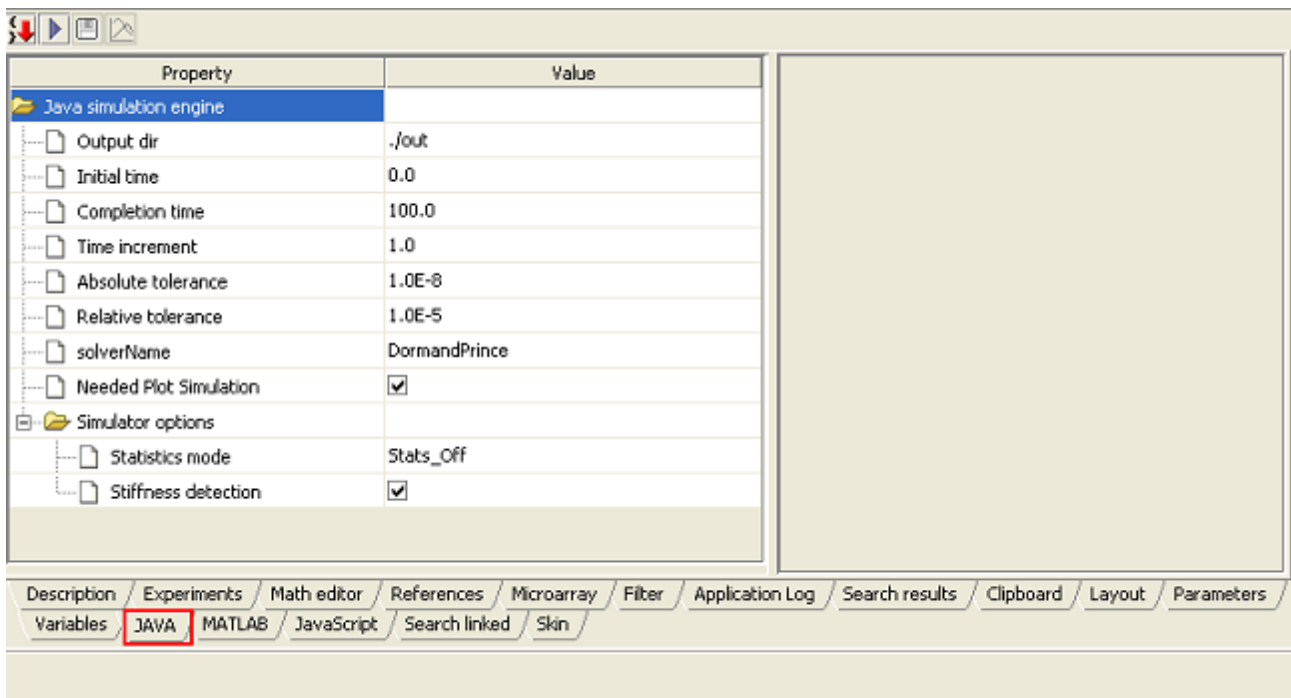 Property Value
Java simulation engine
Output dir ./out
Initial time 0.0
Completion time 100.0
Time increment 1.0
Absolute tolerance 1.0E-8
Relative tolerance 1.0E-5
solverName DormandPrince
Needed Plot Simulation
Simulator options
Statistics mode Stats_Off
Stiffness detection
Description Experiments Math editor References Microarray Filter Application Log Search results Clipboard Layout Parameters
Variables JAVA MATLAB JavaScript Search linked Skin